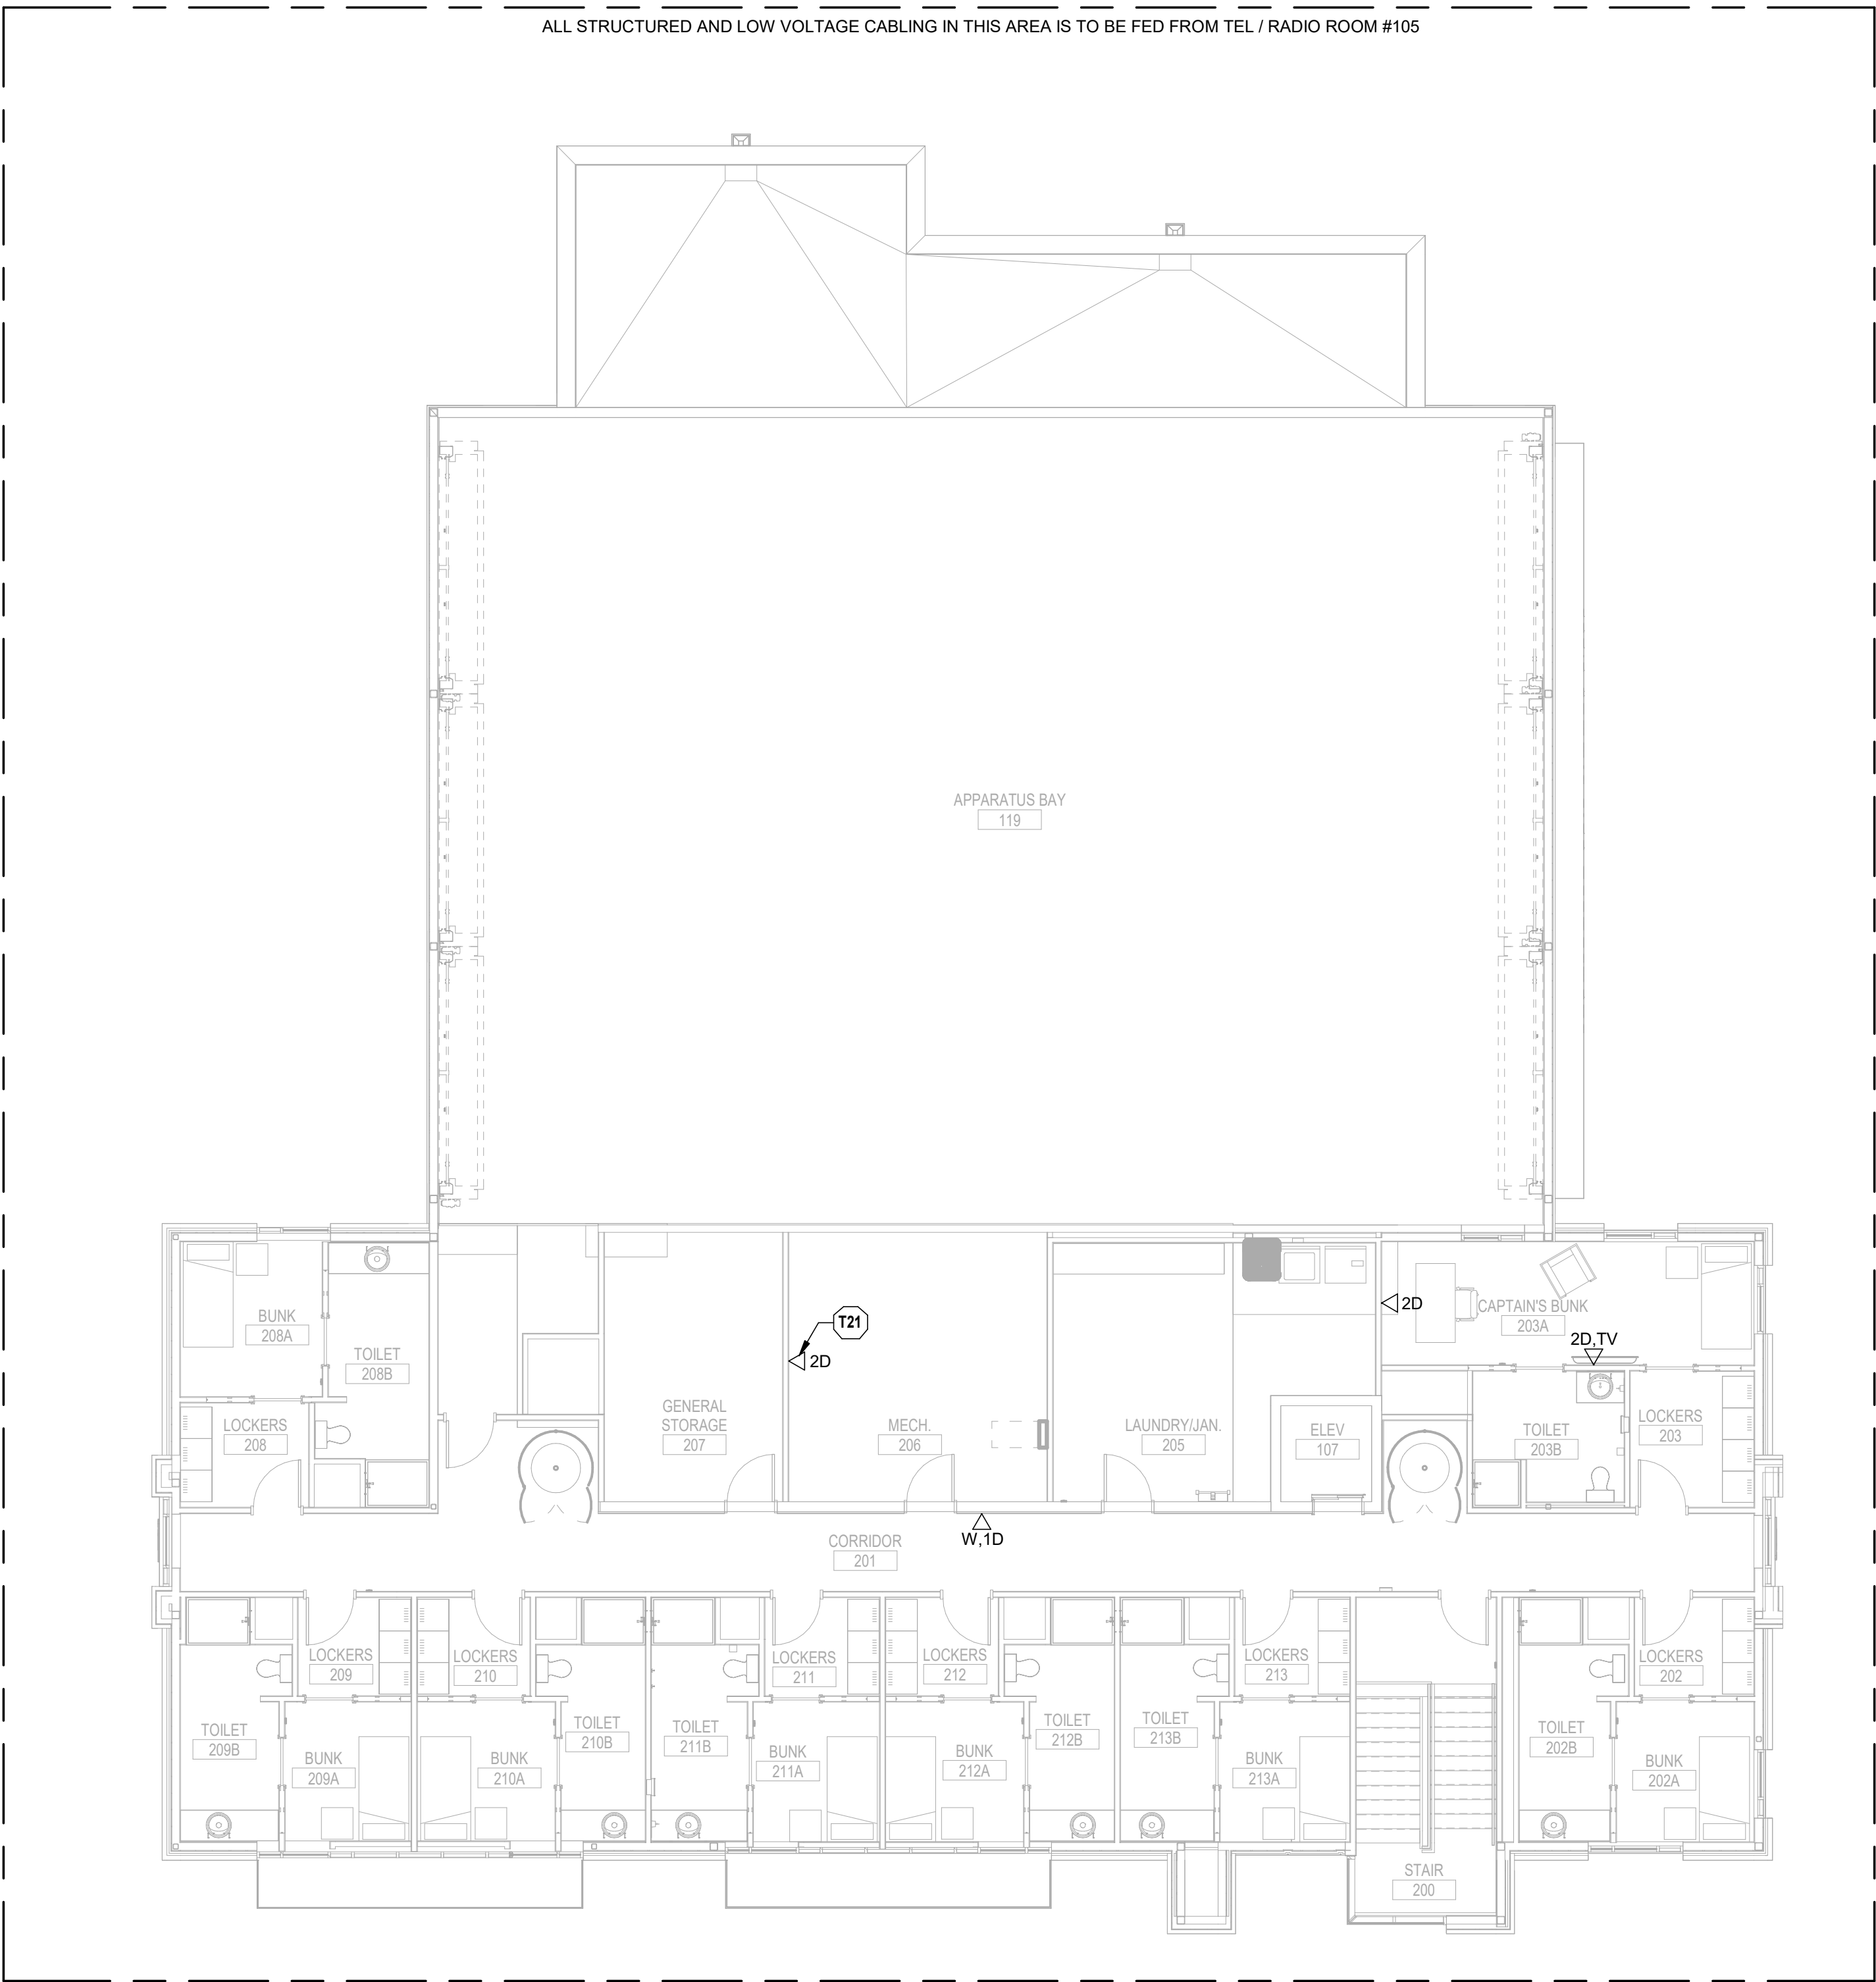 ALL STRUCTURED AND LOW VOLTAGE CABLING IN THIS AREA IS TO BE FED FROM TEL / RADIO ROOM #105
APPARATUS BAY
119
BUNK
208A
TOILET
208B
LOCKERS
208
GENERAL
STORAGE
207
T21
2D
MECH.
206
LAUNDRY/JAN.
205
ELEV
107
2D
CAPTAIN'S BUNK
203A
2D,TV
TOILET
203B
LOCKERS
203
W,1D
CORRIDOR
201
LOCKERS
209
TOILET
209B
BUNK
209A
LOCKERS
210
BUNK
210A
TOILET
210B
TOILET
211B
LOCKERS
211
BUNK
211A
LOCKERS
212
BUNK
212A
TOILET
212B
TOILET
213B
LOCKERS
213
BUNK
213A
STAIR
200
TOILET
202B
LOCKERS
202
BUNK
202A